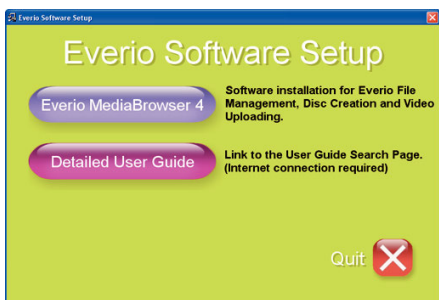 Everio Software Setup
Everio Software Setup
Everio MediaBrowser 4
Software installation for Everio File
Management, Disc Creation and Video
Uploading.
Detailed User Guide
Link to the User Guide Search Page.
(Internet connection required)
Quit